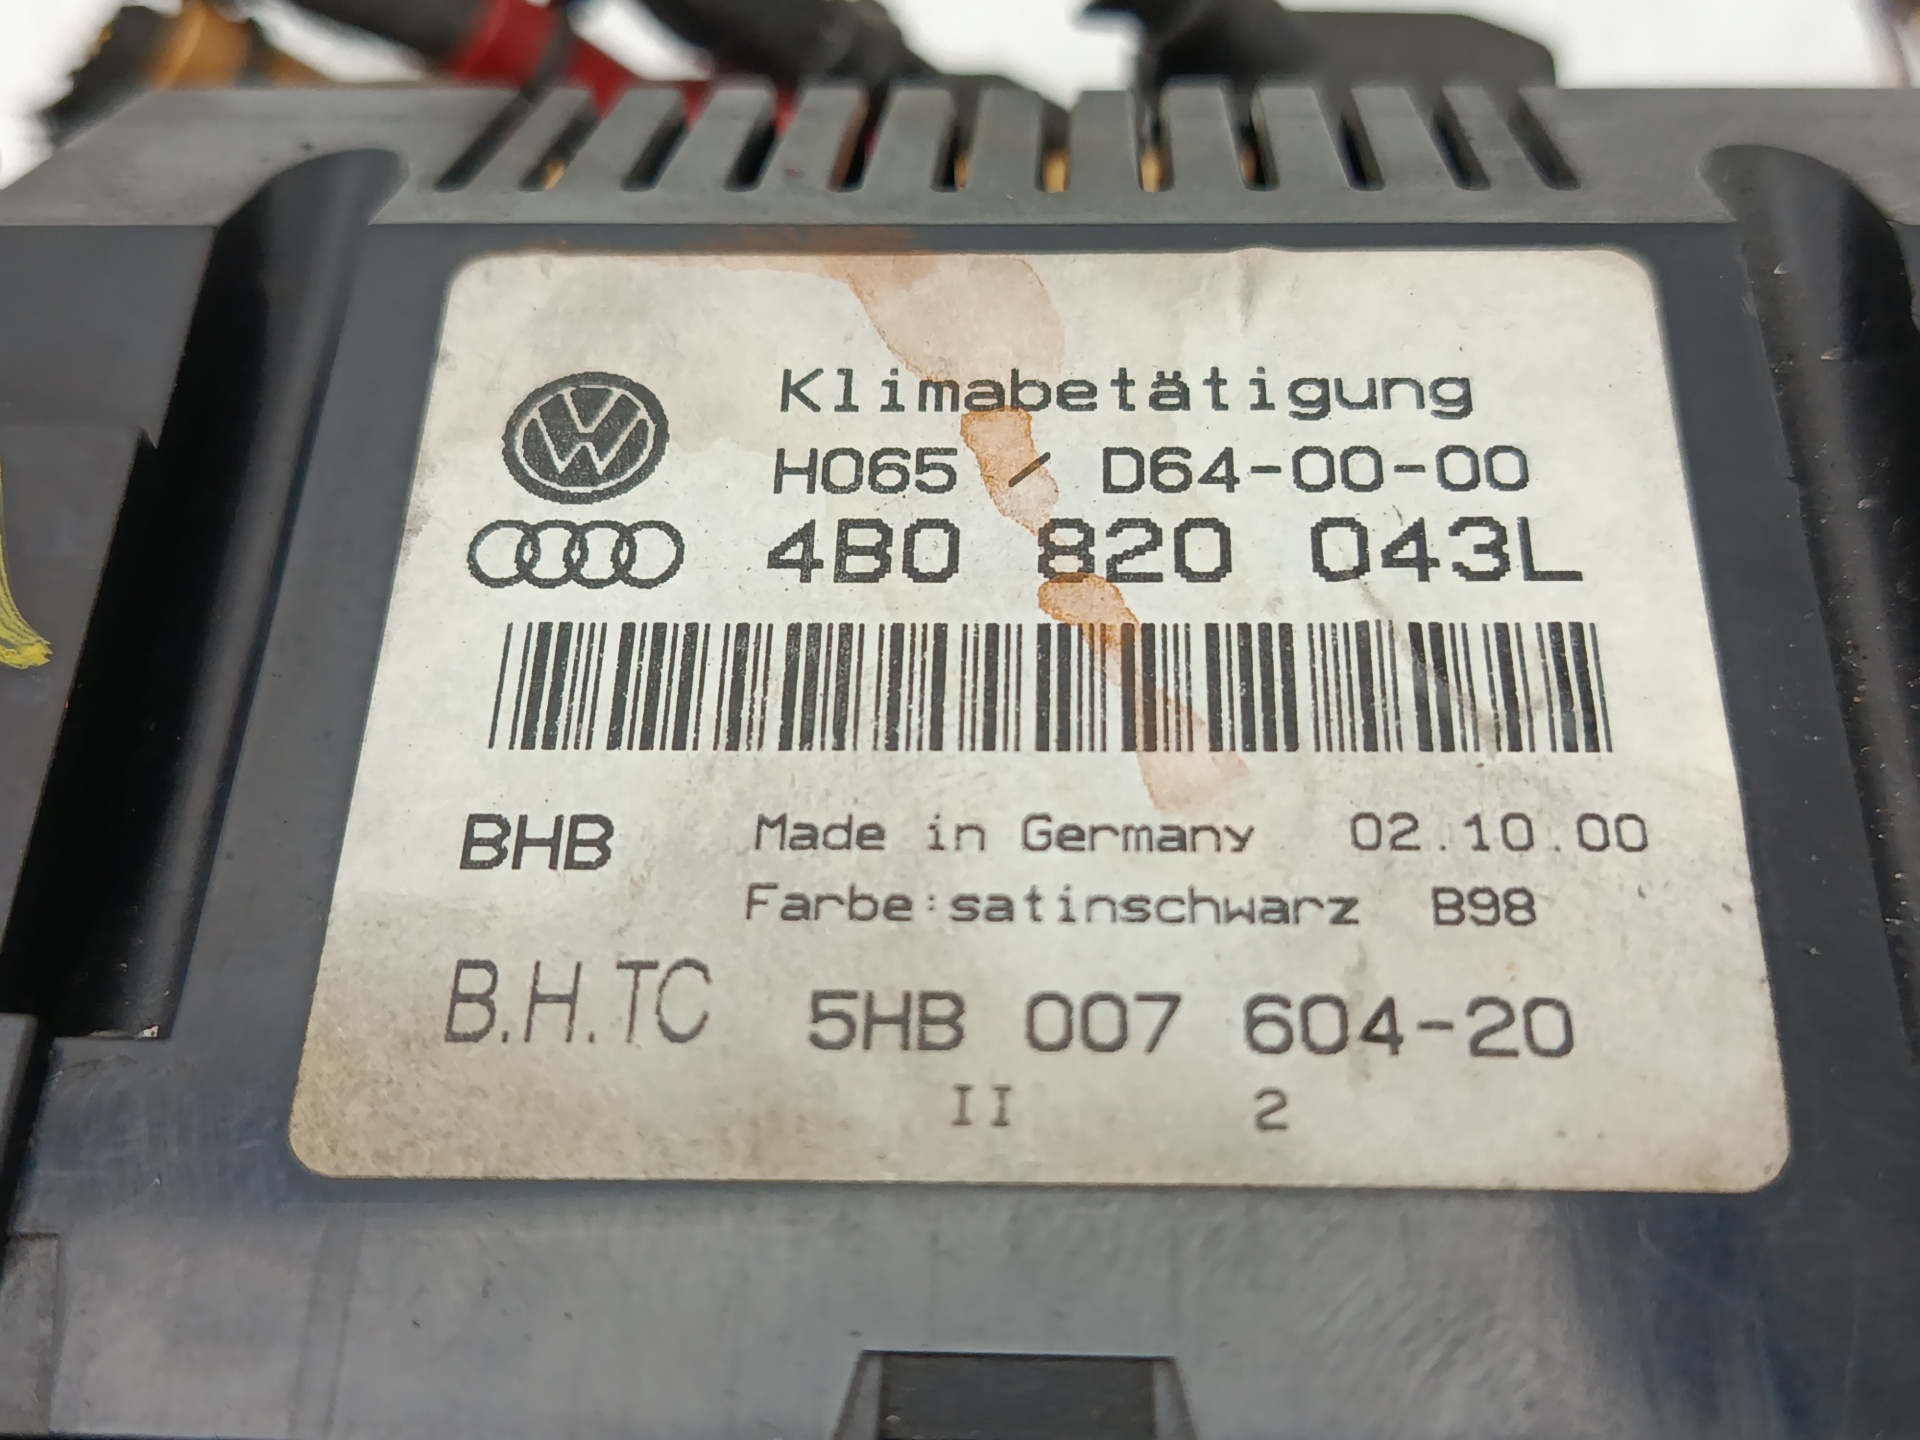 Klimabetätigung
H065 / D64-00-00
4B0 820 043L
BHB Made in Germany 02.10.00
Farbe:satinschwarz B98
B.H.TC 5HB 007 604-20
II 2